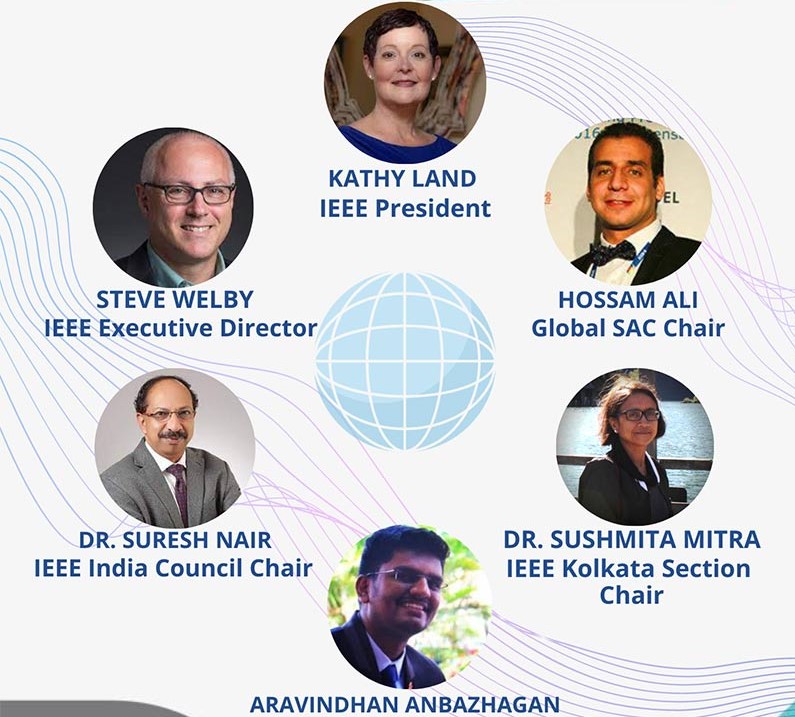 KATHY LAND
IEEE President
STEVE WELBY
IEEE Executive Director
HOSSAM ALI
Global SAC Chair
DR. SURESH NAIR
IEEE India Council Chair
DR. SUSHMITA MITRA
IEEE Kolkata Section
Chair
ARAVINDHAN ANBAZHAGAN